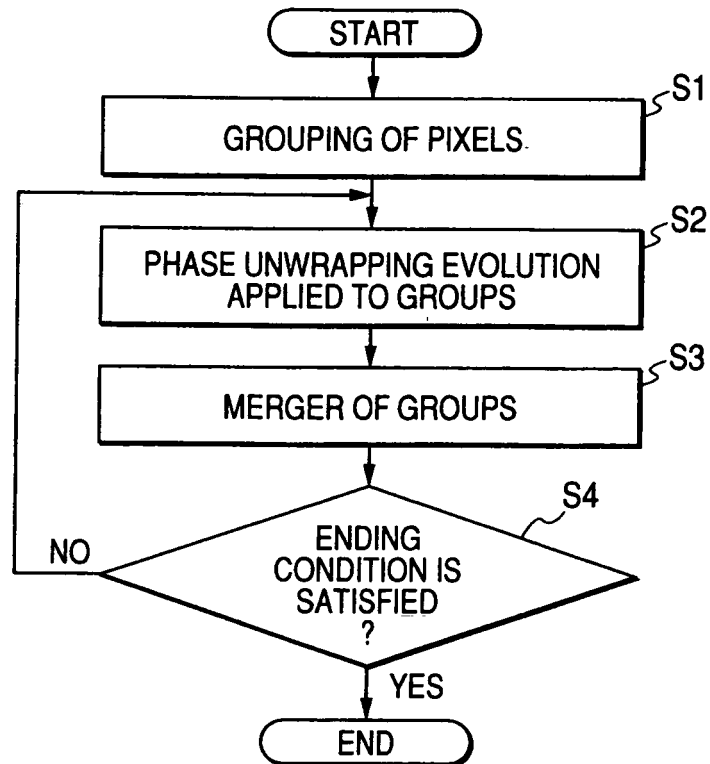 START
S1
GROUPING OF PIXELS
S2
PHASE UNWRAPPING EVOLUTION
APPLIED TO GROUPS
S3
MERGER OF GROUPS
S4
ENDING
CONDITION IS
SATISFIED
?
NO
YES
END